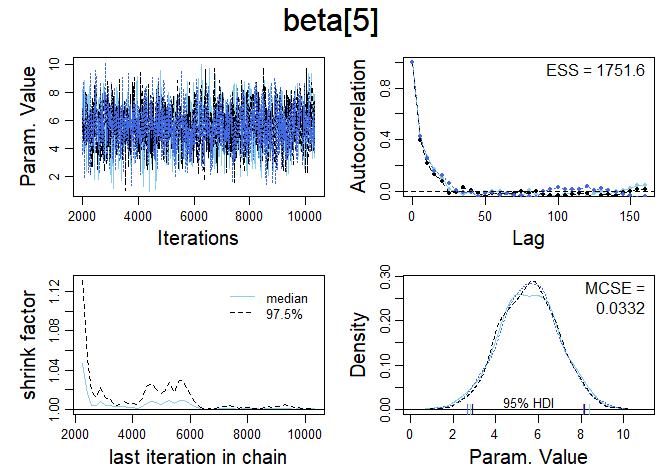 beta[5]
Param. Value
10
8
6
4
2
2000 4000 6000 8000 10000
Iterations
Autocorrelation
0.8
0.4
0.0
ESS = 1751.6
0 50 100 150
Lag
shrink factor
1.12
1.08
1.04
1.00
median
97.5%
2000 4000 6000 8000 10000
last iteration in chain
Density
0.30
0.20
0.10
0.00
MCSE =
0.0332
95% HDI
0 2 4 6 8 10
Param. Value